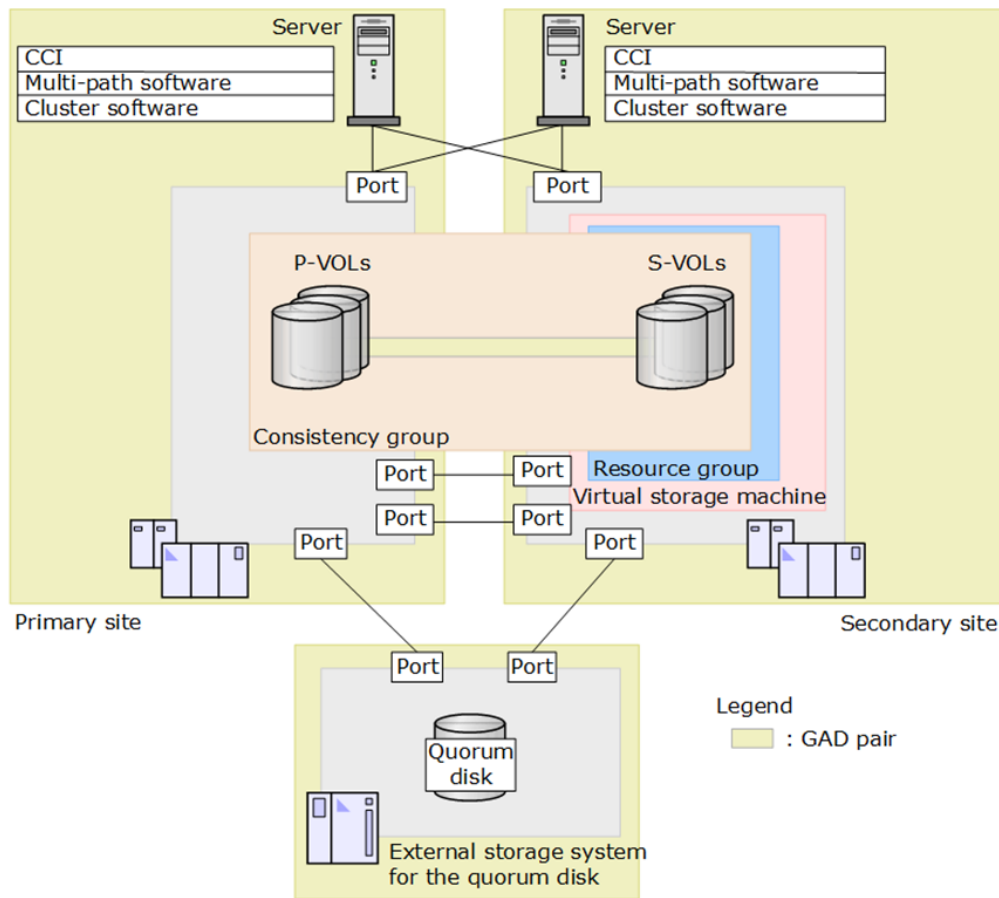 Server
CCI
Multi-path software
Cluster software
Server
CCI
Multi-path software
Cluster software
Port
Port
P-VOLs
S-VOLs
Consistency group
Resource group
Virtual storage machine
Port
Port
Port
Port
Port
Port
Primary site
Secondary site
Port
Port
Quorum
disk
External storage system
for the quorum disk
Legend
: GAD pair